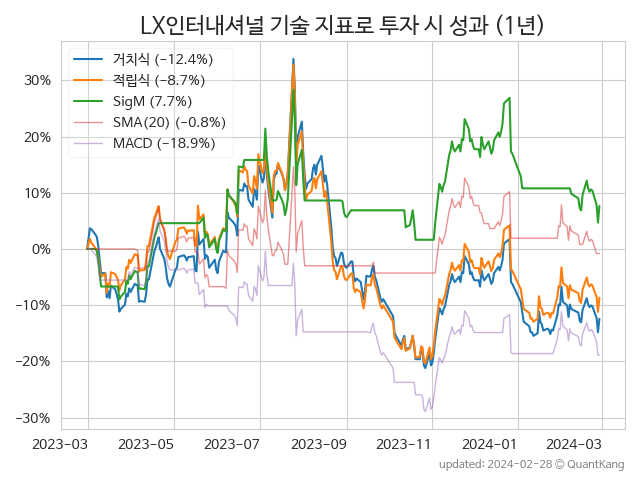 LX인터내셔널 기술 지표로 투자 시 성과 (1년)
거치식 (−12.4%)
적립식 (−8.7%)
SigM (7.7%)
SMA(20) (−0.8%)
MACD (−18.9%)
30%
20%
10%
0%
−10%
−20%
−30%
2023−03 2023−05 2023−07 2023−09 2023−11 2024−01 2024−03
updated: 2024−02−28 ⓒ QuantKang